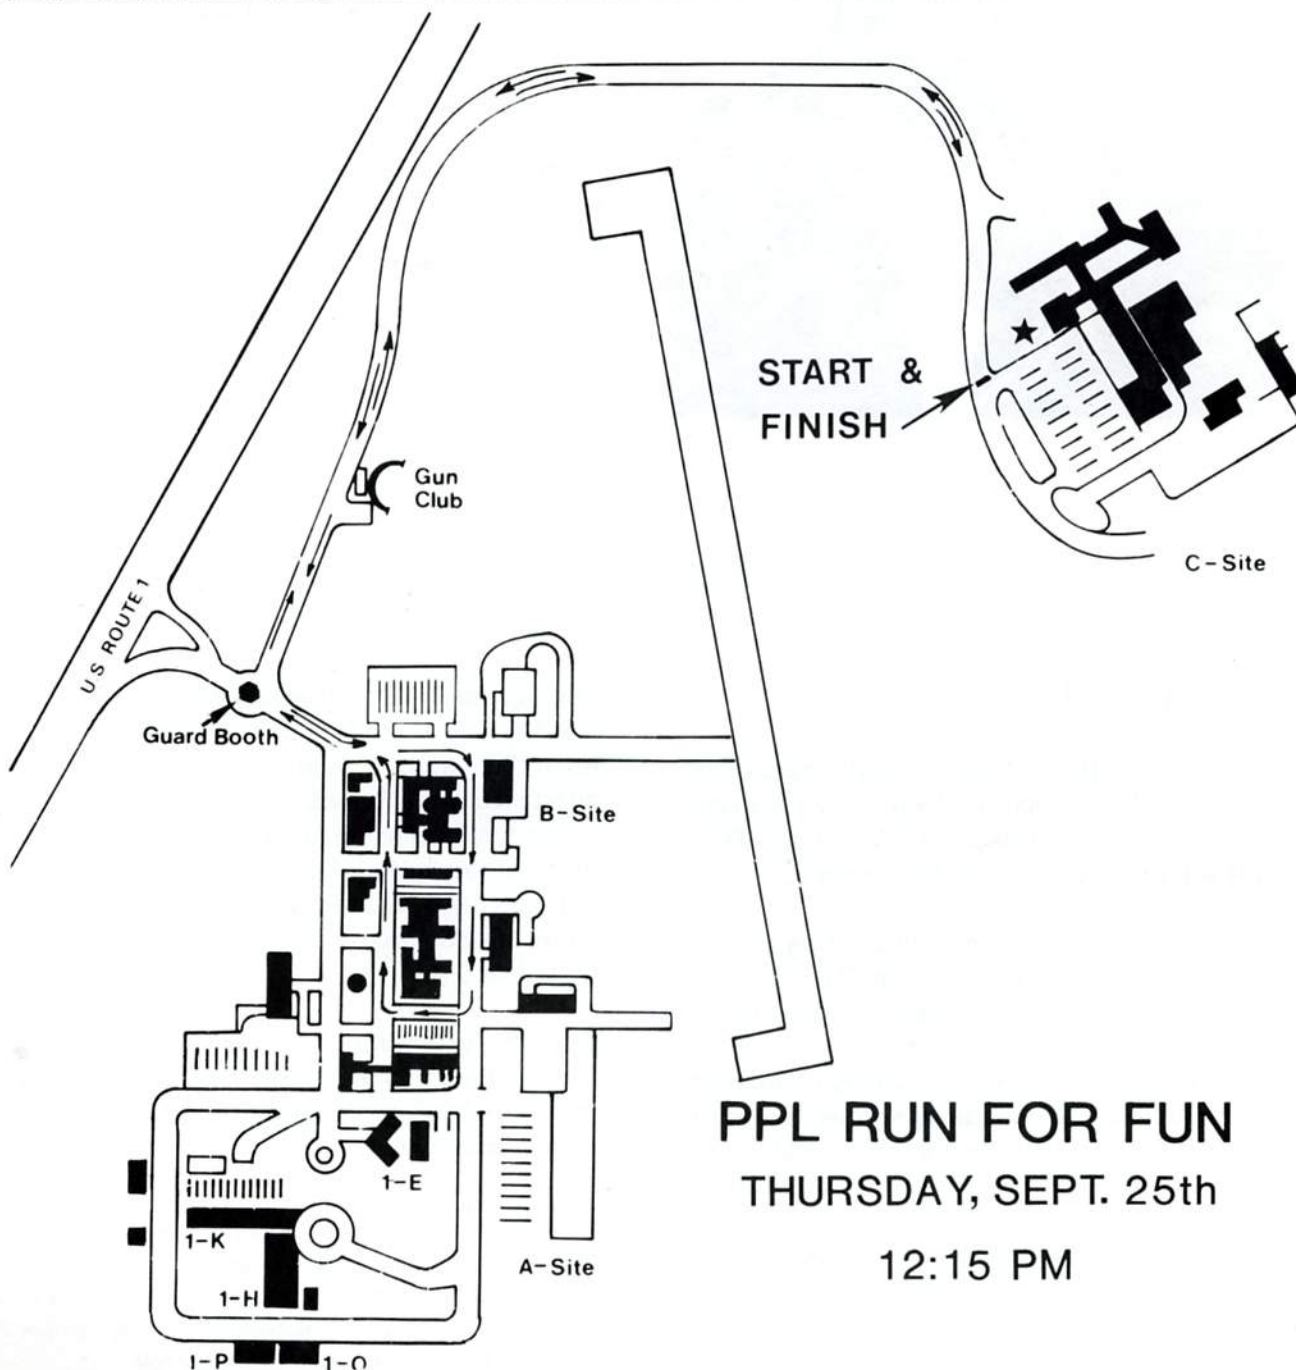 START &
FINISH
Gun
Club
C-Site
US ROUTE 1
Guard Booth
B-Site
PPL RUN FOR FUN
THURSDAY, SEPT. 25th
12:15 PM
1-E
1-K
A-Site
1-H
1-P
1-O